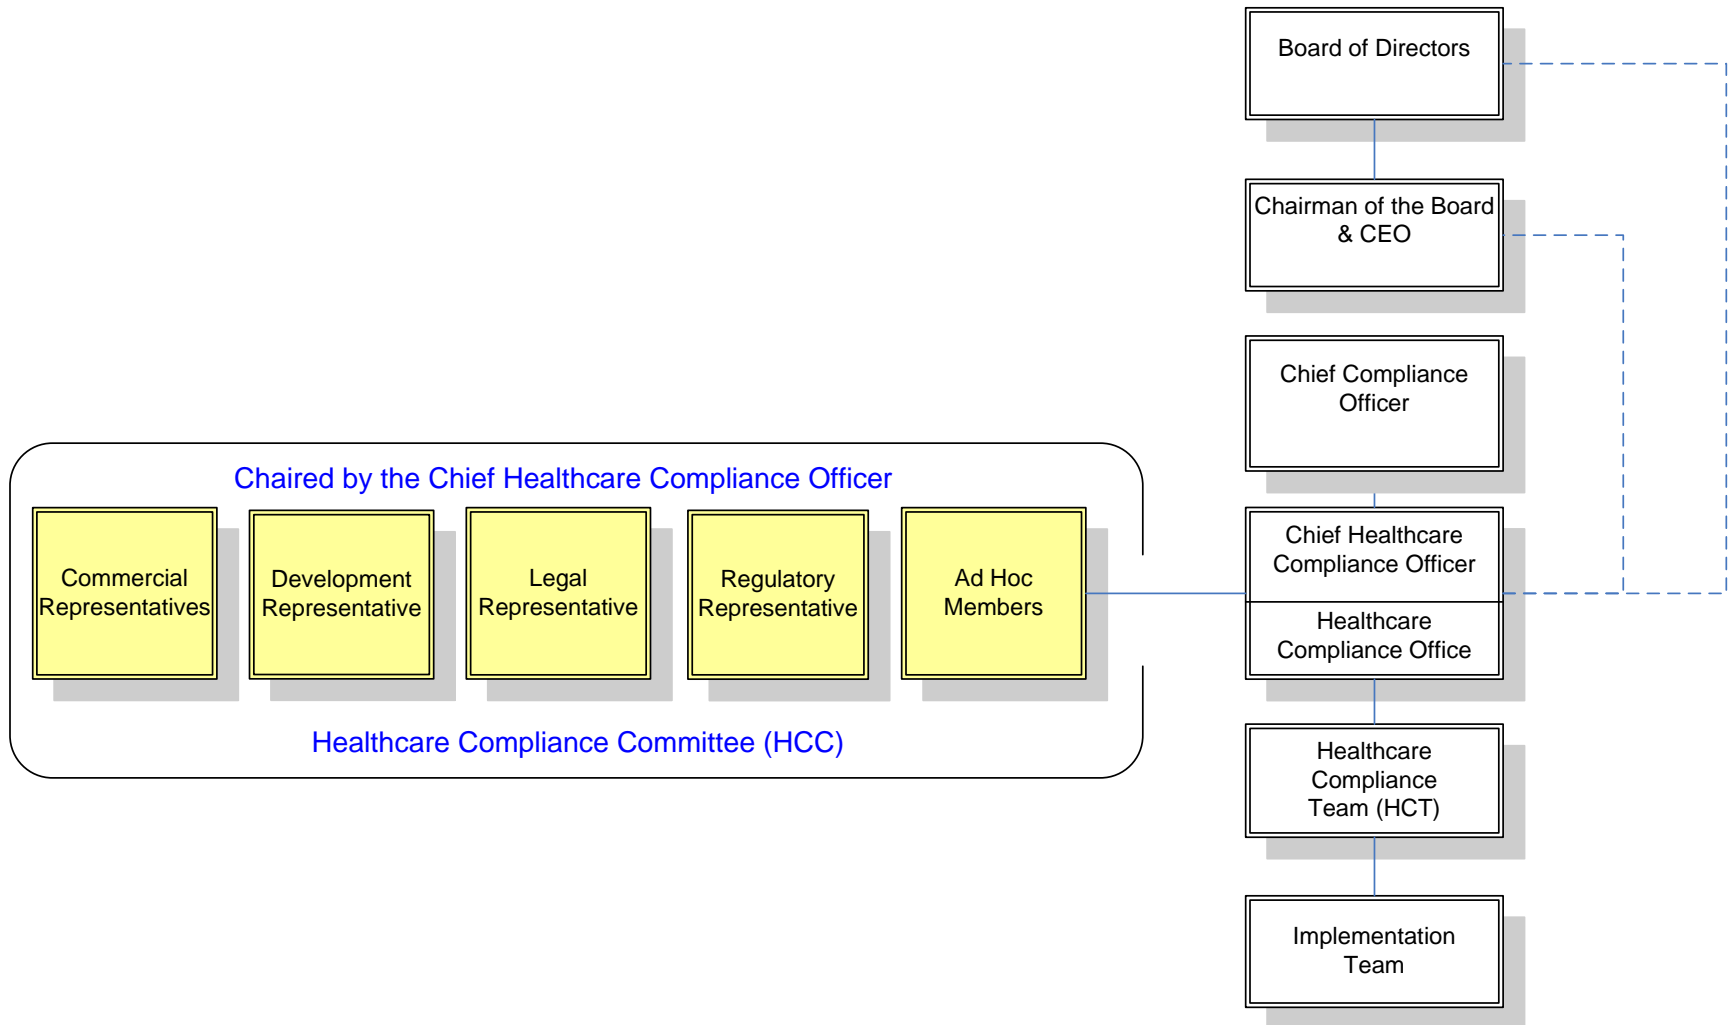 Board of Directors
Chairman of the Board
& CEO
Chief Compliance
Officer
Chaired by the Chief Healthcare Compliance Officer
Commercial
Representatives
Development
Representative
Legal
Representative
Regulatory
Representative
Ad Hoc
Members
Healthcare Compliance Committee (HCC)
Chief Healthcare
Compliance Officer
Healthcare
Compliance Office
Healthcare
Compliance
Team (HCT)
Implementation
Team